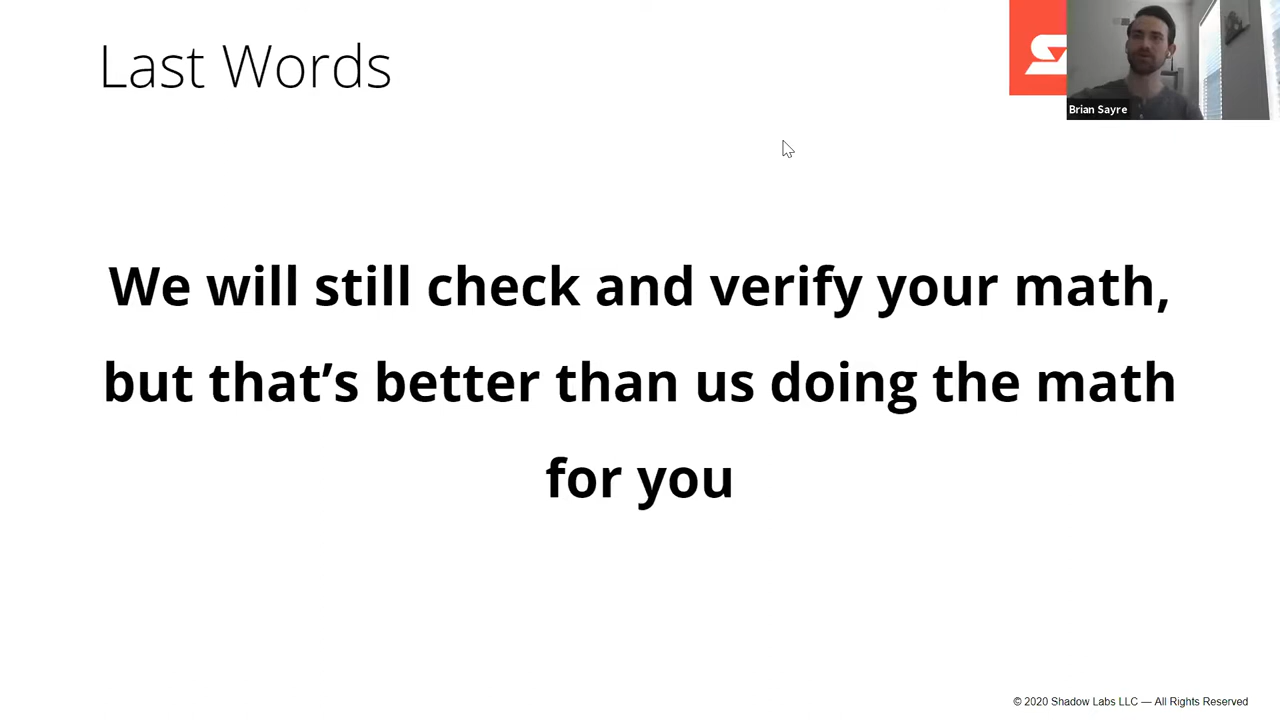 Last Words
Brian Sayre
We will still check and verify your math,
but that’s better than us doing the math
for you
© 2020 Shadow Labs LLC — All Rights Reserved